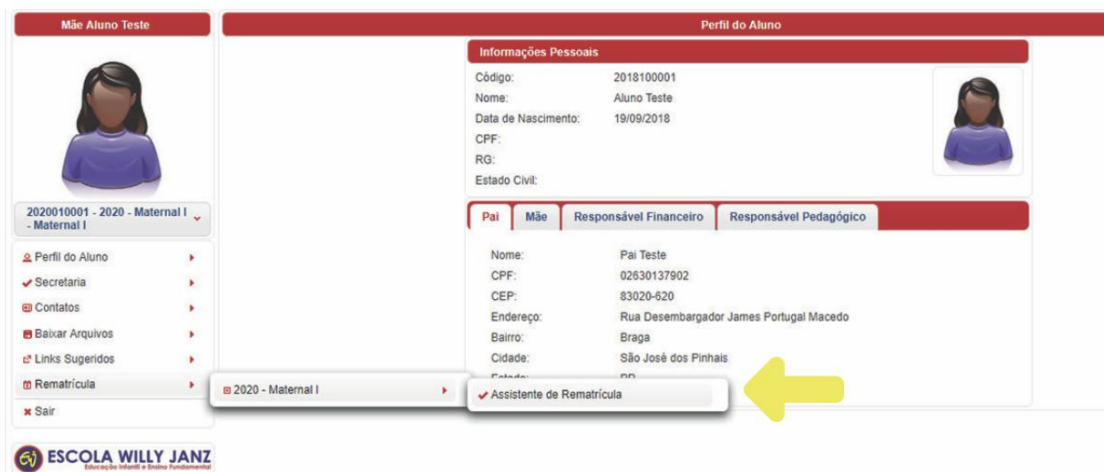 Mãe Aluno Teste
2020010001 - 2020 - Maternal I
- Maternal I
Perfil do Aluno
Secretaria
Contatos
Baixar Arquivos
Links Sugeridos
Rematrícula
Sair
ESCOLA WILLY JANZ
Educação Infantil e Ensino Fundamental
Perfil do Aluno
Informações Pessoais
Código: 2018100001
Nome: Aluno Teste
Data de Nascimento: 19/09/2018
CPF:
RG:
Estado Civil:
Pai Mãe Responsável Financeiro Responsável Pedagógico
Nome: Pai Teste
CPF: 02630137902
CEP: 83020-620
Endereço: Rua Desembargador James Portugal Macedo
Bairro: Braga
Cidade: São José dos Pinhais
Estado: PR
2020 - Maternal I
Assistente de Rematrícula